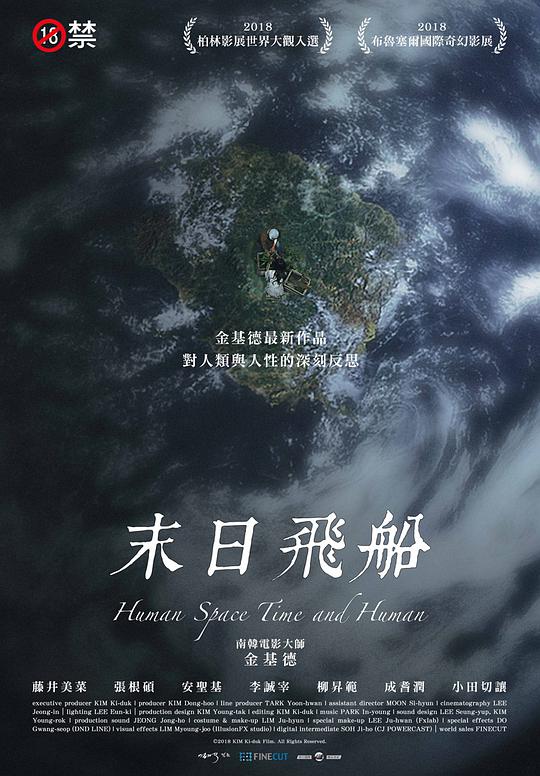 18 禁
2018
柏林影展世界大觀入選
2018
布魯塞爾國際奇幻影展
金基德最新作品
對人類與人性的深刻反思
末日飛船
Human Space Time and Human
南韓電影大師
金基德
藤井美菜 張根碩 安聖基 李誠宰 柳昇範 成耆潤 小田切讓
executive producer KIM Ki-duk | producer KIM Dong-hoo | line producer TARK Yoon-hwan | assistant director MOON Si-hyun | cinematography LEE
Jeong-in | lighting LEE Eun-ki | production design KIM Young-tak | editing KIM Ki-duk | music PARK In-young | sound design LEE Seung-yup, KIM
Young-rok | production sound JEONG Jong-ho | costume & make-up LIM Ju-hyun | special make-up LEE Ju-hwan (Fxlab) | special effects DO
Gwang-seop (DND LINE) | visual effects LIM Myoung-joo (IllusionFX studio) | digital intermediate SOH Ji-ho (CJ POWERCAST) | world sales FINECUT
©2018 KIM Ki-duk Film. All Rights Reserved.
FINECUT